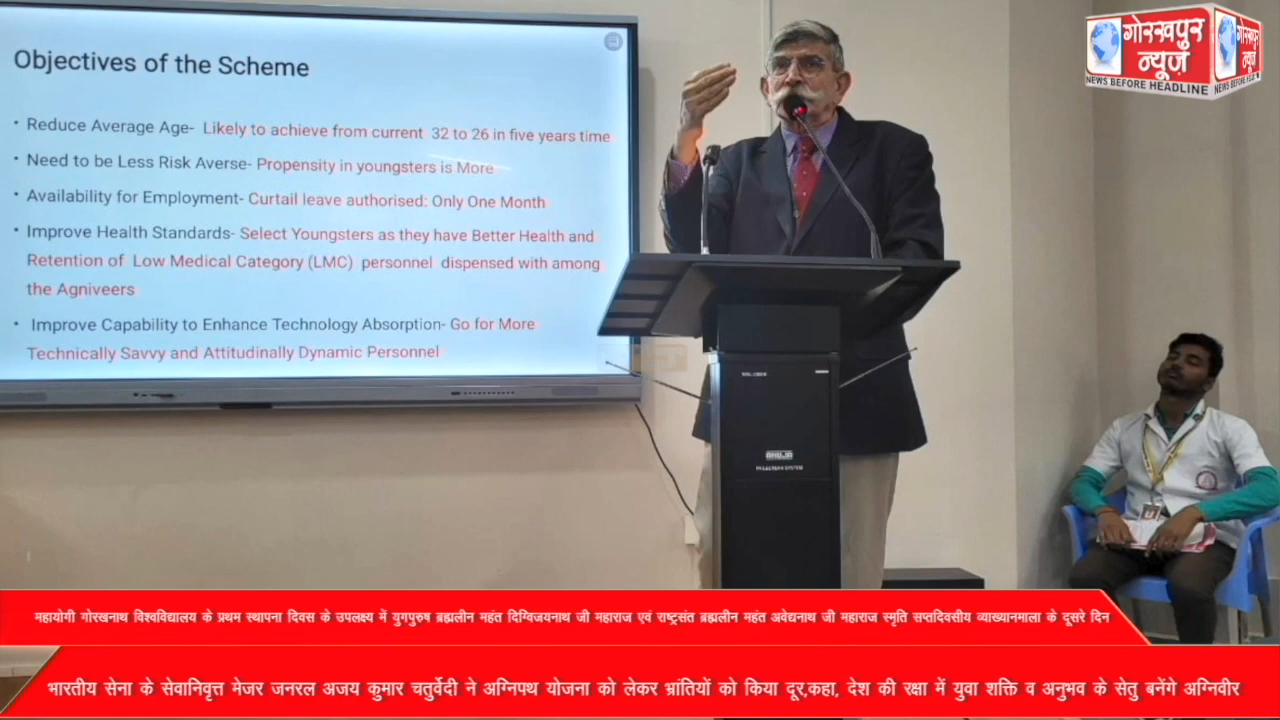 Objectives of the Scheme
• Reduce Average Age- Likely to achieve from current 32 to 26 in five years time
• Need to be Less Risk Averse- Propensity in youngsters is More
• Availability for Employment- Curtail leave authorised: Only One Month
• Improve Health Standards- Select Youngsters as they have Better Health and
Retention of Low Medical Category (LMC) personnel dispensed with among
the Agniveers
• Improve Capability to Enhance Technology Absorption- Go for More
Technically Savvy and Attitudinally Dynamic Personnel
गोरखपुर
न्यूज़
NEWS BEFORE HEADLINE
गोरखपुर
न्यूज़
AHUJA
PA LECTERN SYSTEM
महायोगी गोरखनाथ विश्वविद्यालय के प्रथम स्थापना दिवस के उपलक्ष्य में युगपुरुष ब्रह्मलीन महंत दिग्विजयनाथ जी महाराज एवं राष्ट्रसंत ब्रह्मलीन महंत अवेद्यनाथ जी महाराज स्मृति सप्तदिवसीय व्याख्यानमाला के दूसरे दिन
भारतीय सेना के सेवानिवृत्त मेजर जनरल अजय कुमार चतुर्वेदी ने अग्निपथ योजना को लेकर भ्रांतियों को किया दूर,कहा, देश की रक्षा में युवा शक्ति व अनुभव के सेतु बनेंगे अग्निवीर